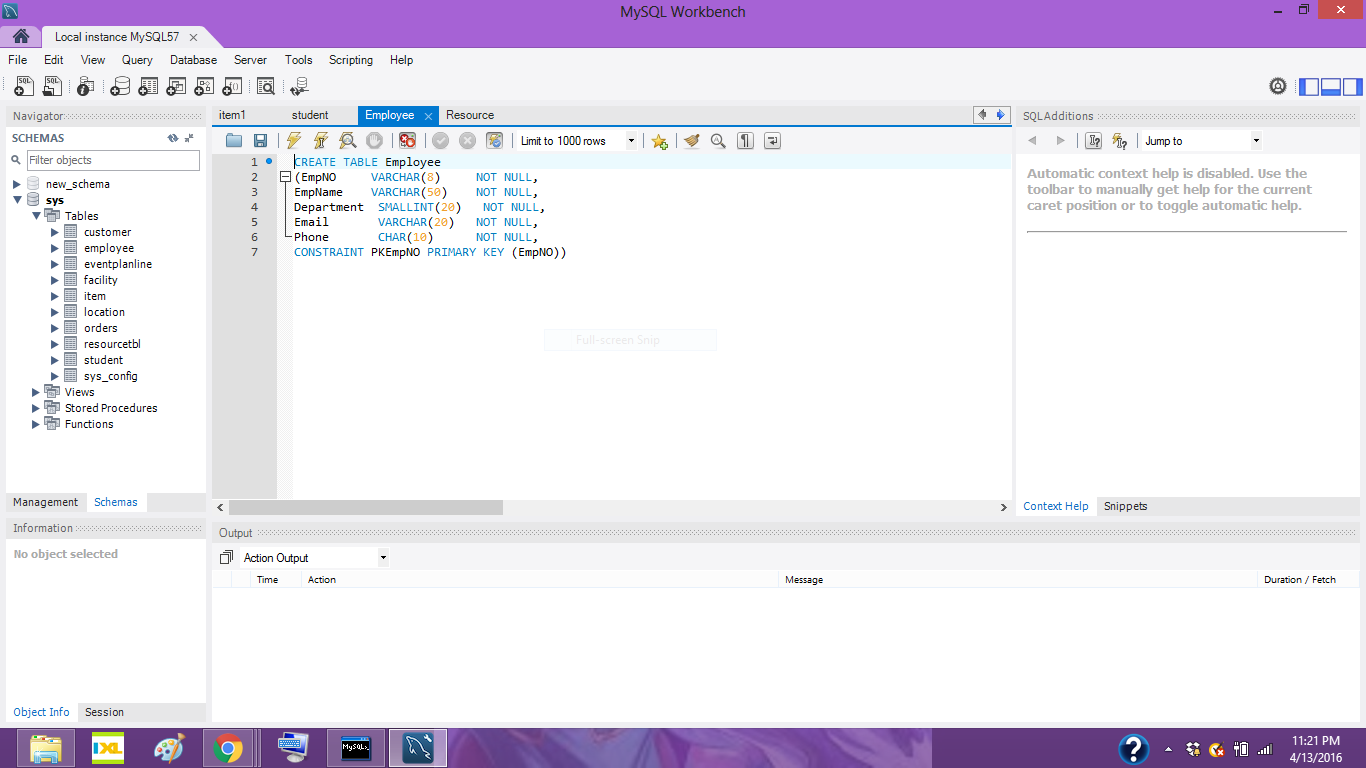 MySQL Workbench
Local instance MySQL57
File Edit View Query Database Server Tools Scripting Help
Navigator
SCHEMAS
Filter objects
new_schema
sys
Tables
customer
employee
eventplanline
facility
item
location
orders
resourcetbl
student
sys_config
Views
Stored Procedures
Functions
Management Schemas
Information
No object selected
Object Info Session
item1 student Employee Resource
Limit to 1000 rows
1 CREATE TABLE Employee
2 (EmpNO VARCHAR(8) NOT NULL,
3 EmpName VARCHAR(50) NOT NULL,
4 Department SMALLINT(20) NOT NULL,
5 Email VARCHAR(20) NOT NULL,
6 Phone CHAR(10) NOT NULL,
7 CONSTRAINT PKEmpNO PRIMARY KEY (EmpNO))
Full-screen Snip
SQLAdditions
Jump to
Automatic context help is disabled. Use the
toolbar to manually get help for the current
caret position or to toggle automatic help.
Context Help Snippets
Output
Action Output
Time Action Message Duration / Fetch
IXL
MySQL
11:21 PM
4/13/2016